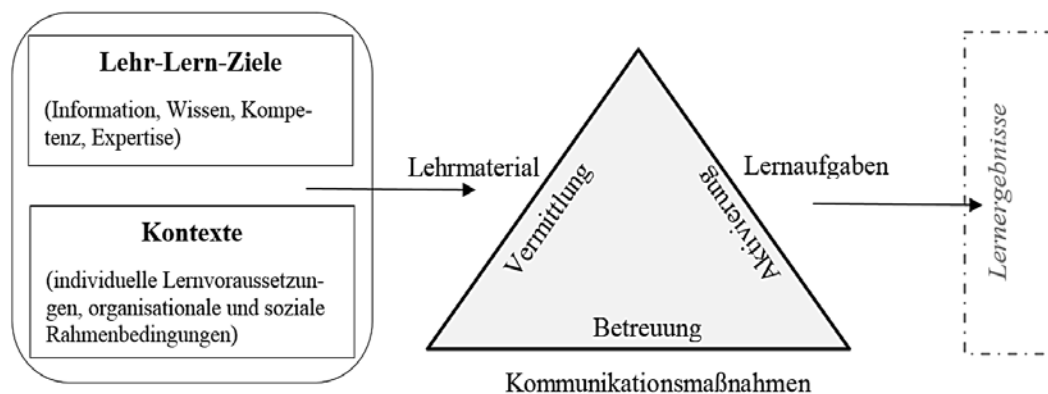 Lehr-Lern-Ziele
(Information, Wissen, Kompe-
tenz, Expertise)
Kontexte
(individuelle Lernvoraussetzun-
gen, organisationale und soziale
Rahmenbedingungen)
Lehrmaterial
Vermittlung
Aktivierung
Lernaufgaben
Betreuung
Kommunikationsmaßnahmen
Lernergebnisse